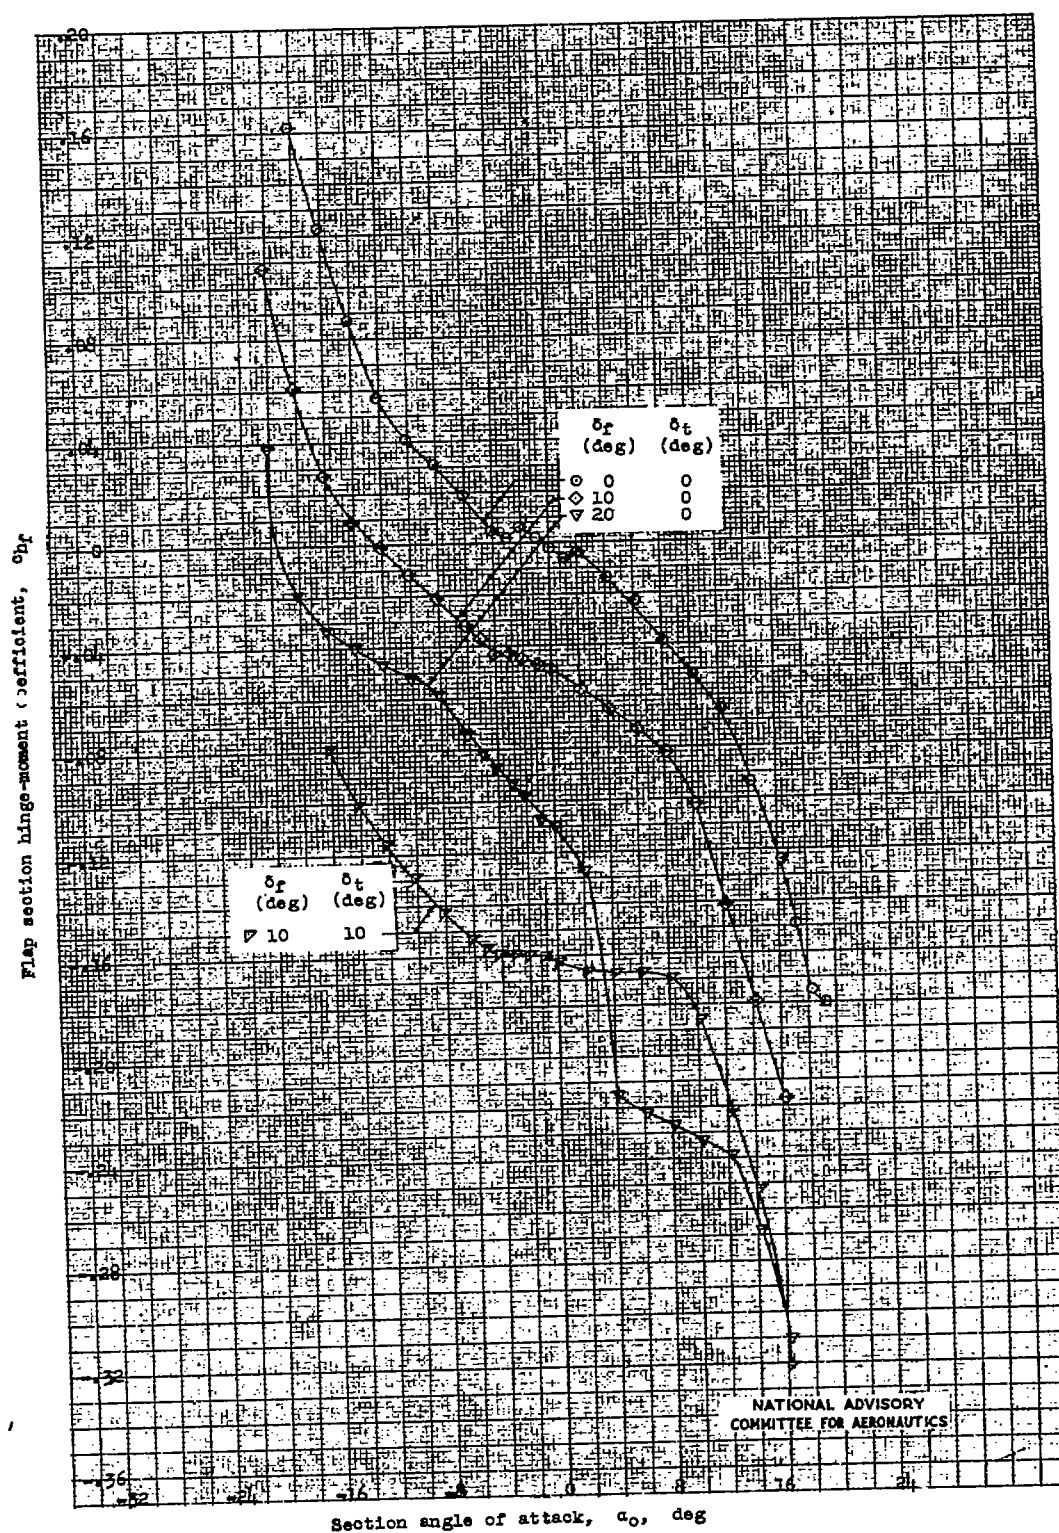 .20
.16
.12
.08
.04
0
-.04
-.08
-.12
-.16
-.20
-.24
-.28
-.32
-.36
Flap section hinge-moment coefficient, chf
δf δt
(deg) (deg)
0 0
10 0
20 0
δf δt
(deg) (deg)
10 10
NATIONAL ADVISORY
COMMITTEE FOR AERONAUTICS
-32 -24 -16 -8 0 8 16 24
Section angle of attack, αo, deg